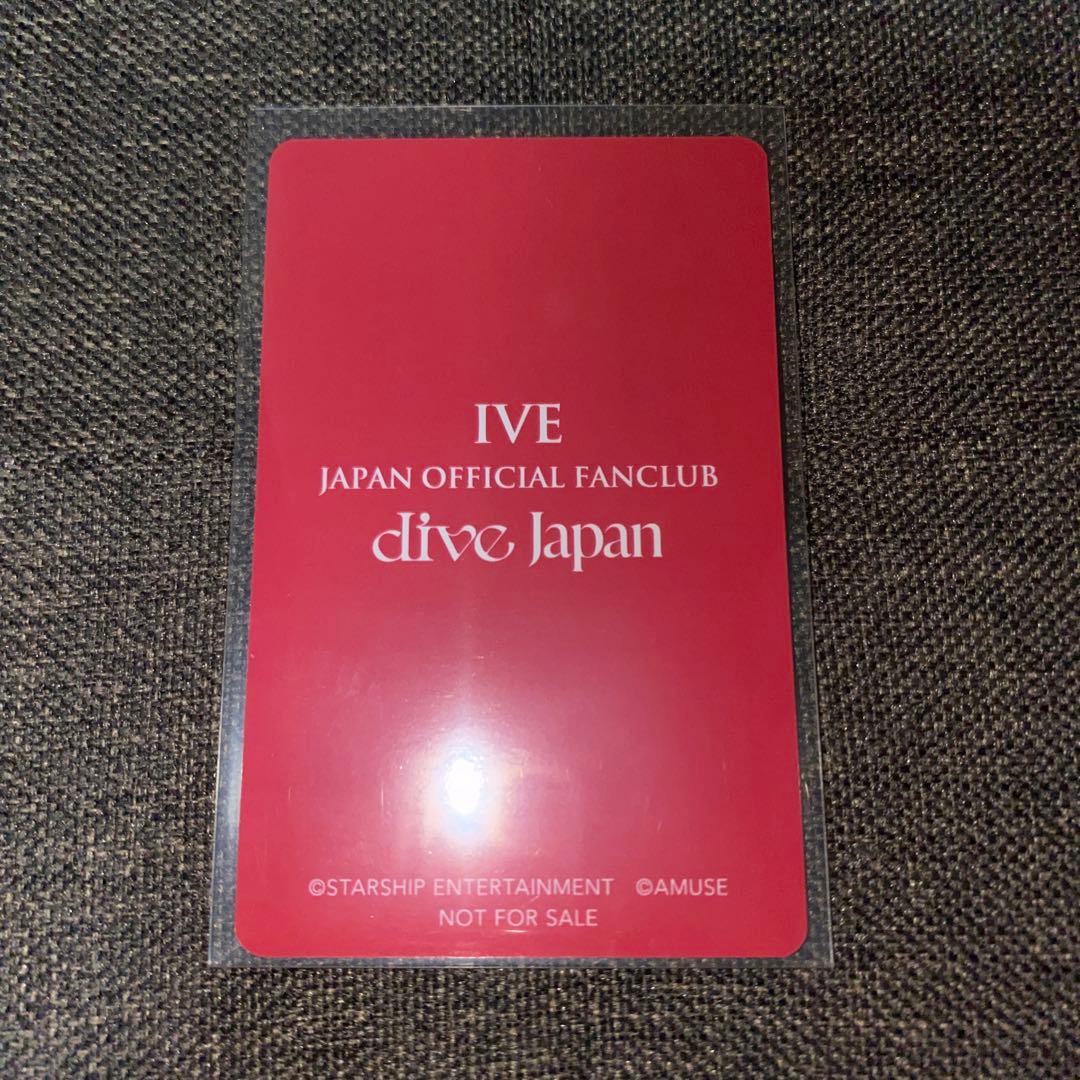 IVE
JAPAN OFFICIAL FANCLUB
dive Japan
©STARSHIP ENTERTAINMENT ©AMUSE
NOT FOR SALE